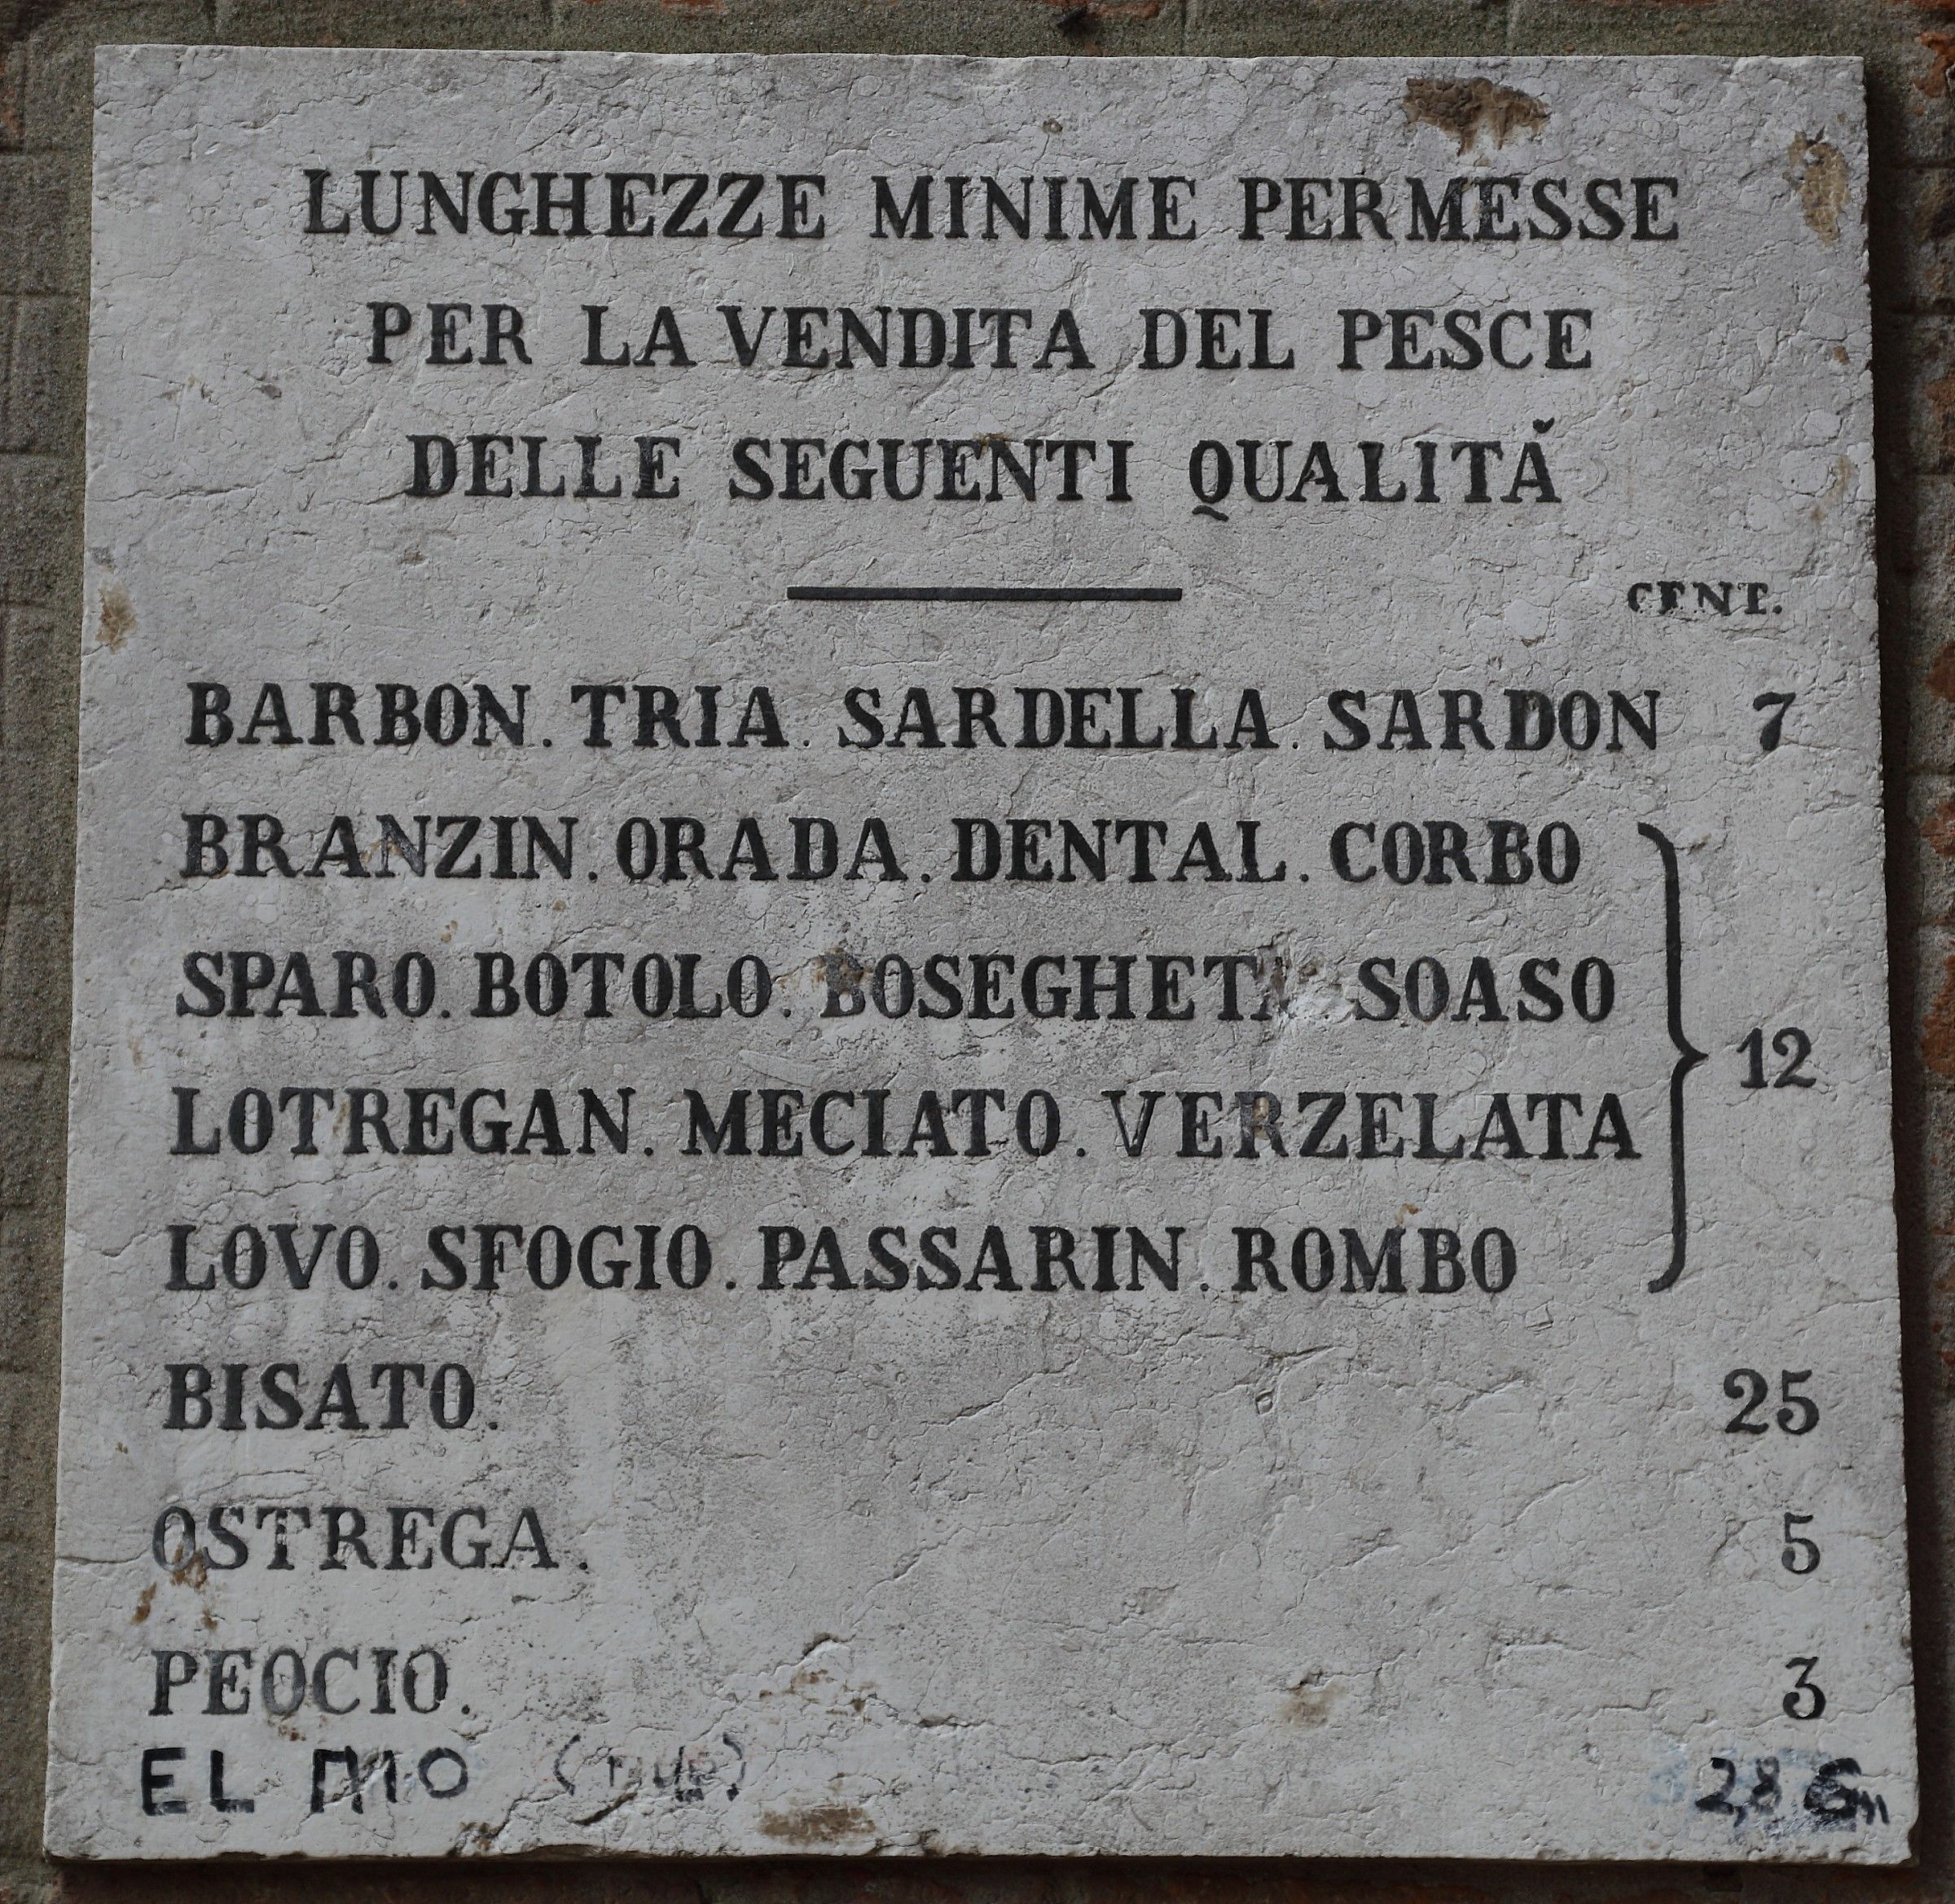 LUNGHEZZE MINIME PERMESSE
PER LA VENDITA DEL PESCE
DELLE SEGUENTI QUALITÀ
CENT.
BARBON. TRIA. SARDELLA. SARDON 7
BRANZIN. ORADA. DENTAL. CORBO
SPARO. BOTOLO. SOASO
12
LOTREGAN. MECIATO. VERZELATA
LOVO. SFOGIO. PASSARIN. ROMBO
BISATO. 25
OSTREGA. 5
PEOCIO. 3
EL MIO 2,8